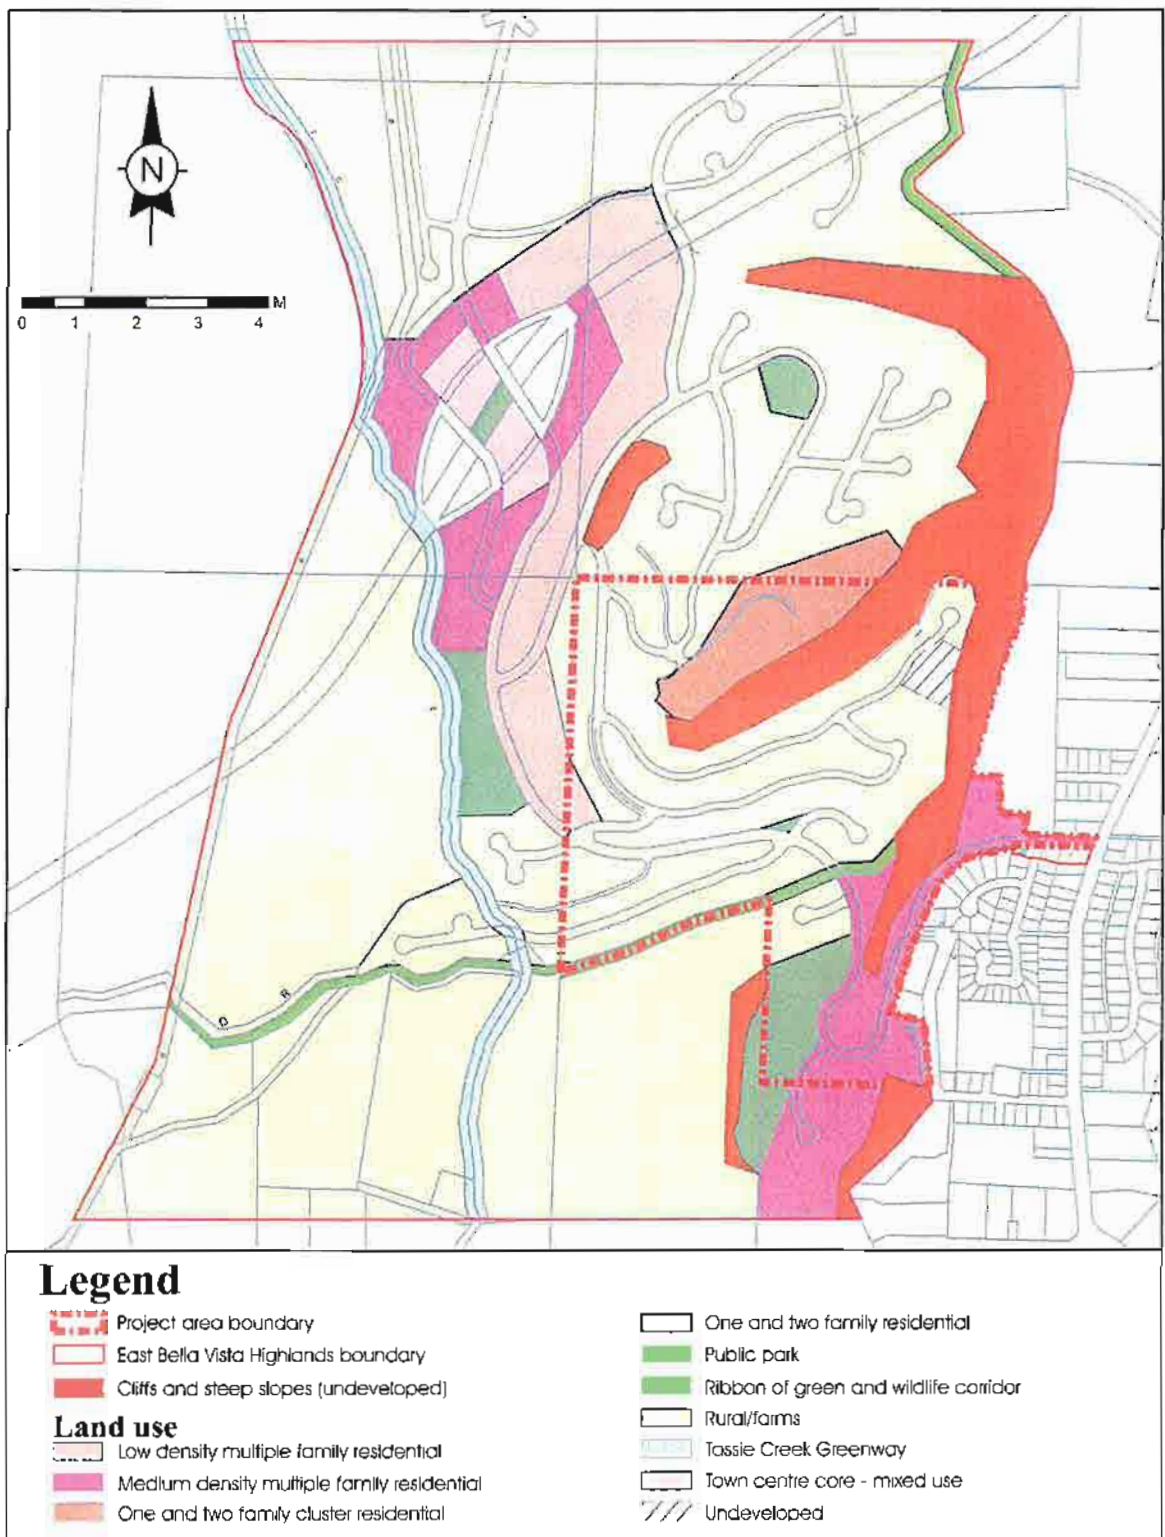 N
M
0 1 2 3 4
D
R
Legend
Project area boundary
East Bella Vista Highlands boundary
Cliffs and steep slopes (undeveloped)
Land use
Low density multiple family residential
Medium density multiple family residential
One and two family cluster residential
One and two family residential
Public park
Ribbon of green and wildlife corridor
Rural/farms
Tassie Creek Greenway
Town centre core - mixed use
Undeveloped